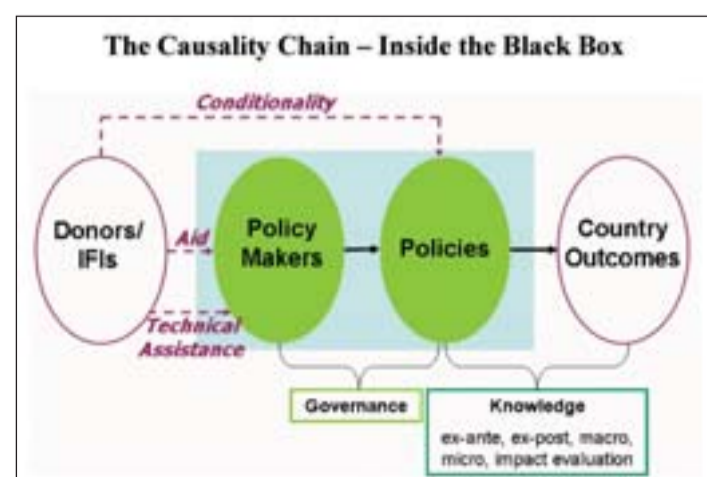 The Causality Chain – Inside the Black Box
Conditionality
Donors/
IFIs
Aid
Technical
Assistance
Policy
Makers
Policies
Country
Outcomes
Governance
Knowledge
ex-ante, ex-post, macro,
micro, impact evaluation